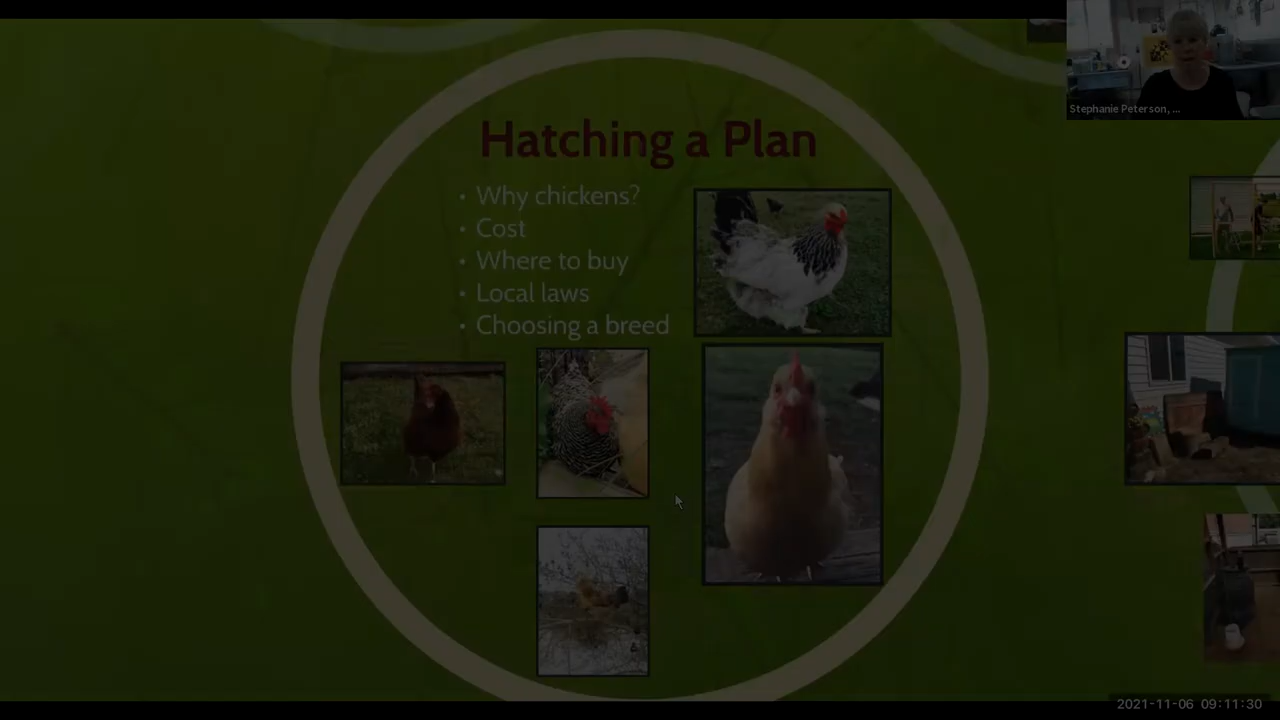 Stephanie Peterson, ...
Hatching a Plan
• Why chickens?
• Cost
• Where to buy
• Local laws
• Choosing a breed
2021-11-06 09:11:30